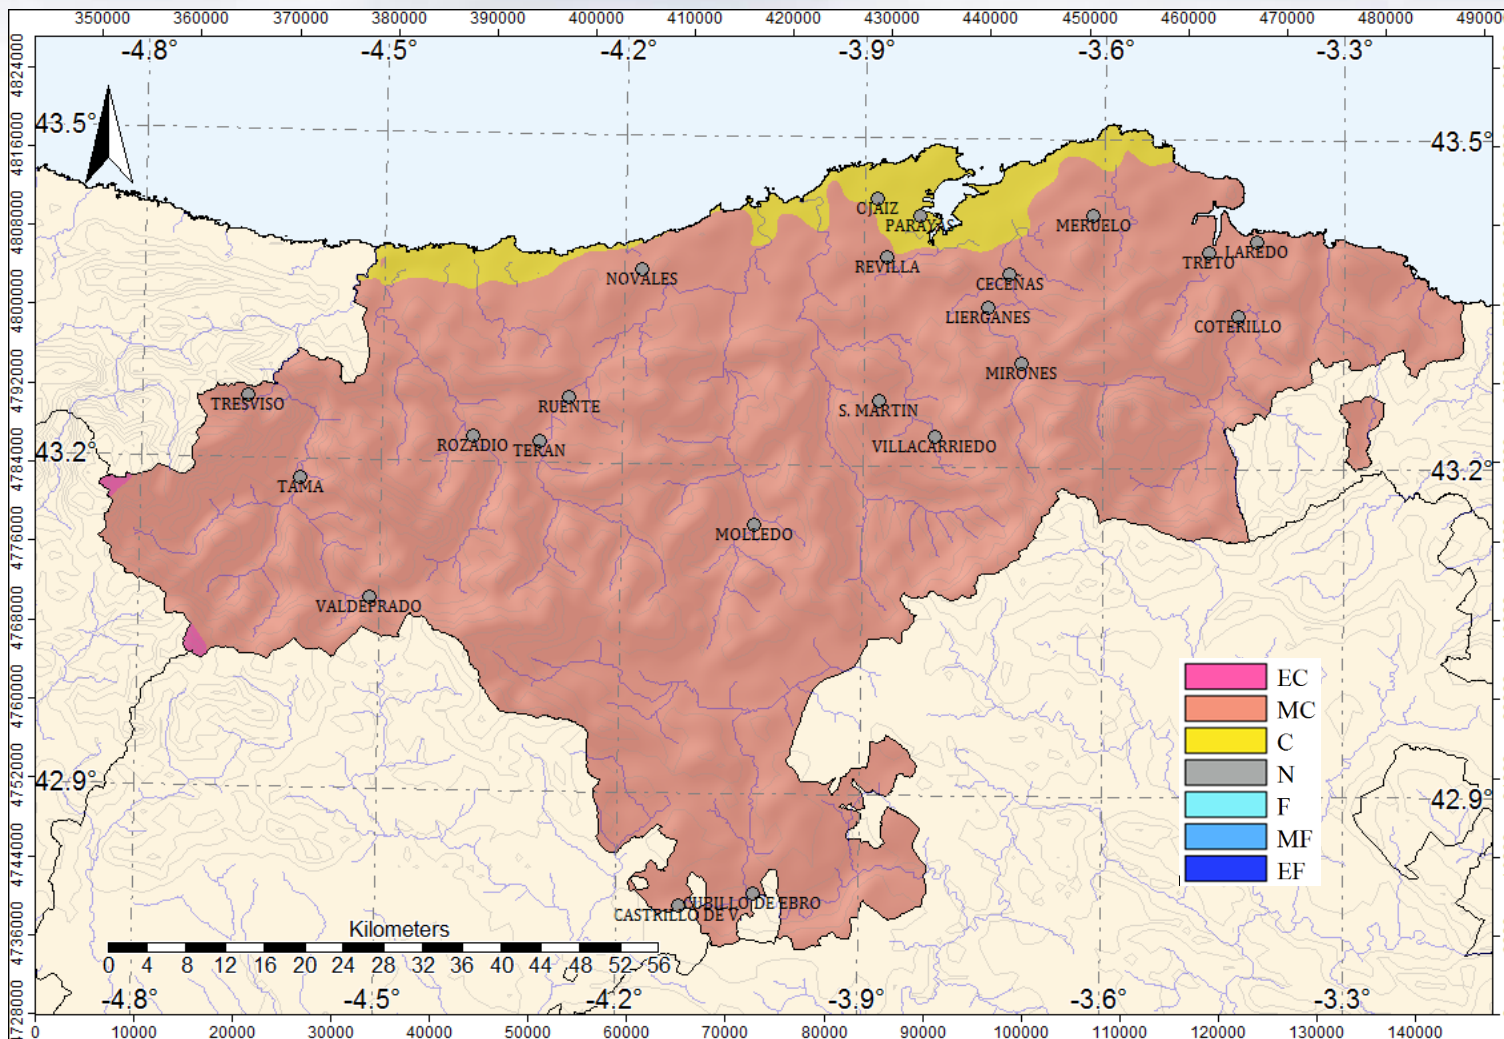 350000 360000 370000 380000 390000 400000 410000 420000 430000 440000 450000 460000 470000 480000 490000
-4.8° -4.5° -4.2° -3.9° -3.6° -3.3°
4824000
4816000
4808000
4800000
4792000
4784000
4776000
4768000
4760000
4752000
4744000
4736000
4728000
43.5° 43.5°
OJAIZ
PARAYAS
MERUELO
LAREDO
TRETO
REVILLA
NOVALES
CECEÑAS
LIERGANES
COTERILLO
MIRONES
TRESVISO
RUENTE
S. MARTIN
ROZADIO
TERAN
VILLACARRIEDO
43.2° 43.2°
TAMA
MOLLEDO
VALDEPRADO
EC
MC
C
N
F
MF
EF
42.9° 42.9°
CUBILLO DE EBRO
CASTRILLO DE V.
Kilometers
0 4 8 12 16 20 24 28 32 36 40 44 48 52 56
-4.8° -4.5° -4.2° -3.9° -3.6° -3.3°
0 10000 20000 30000 40000 50000 60000 70000 80000 90000 100000 110000 120000 130000 140000